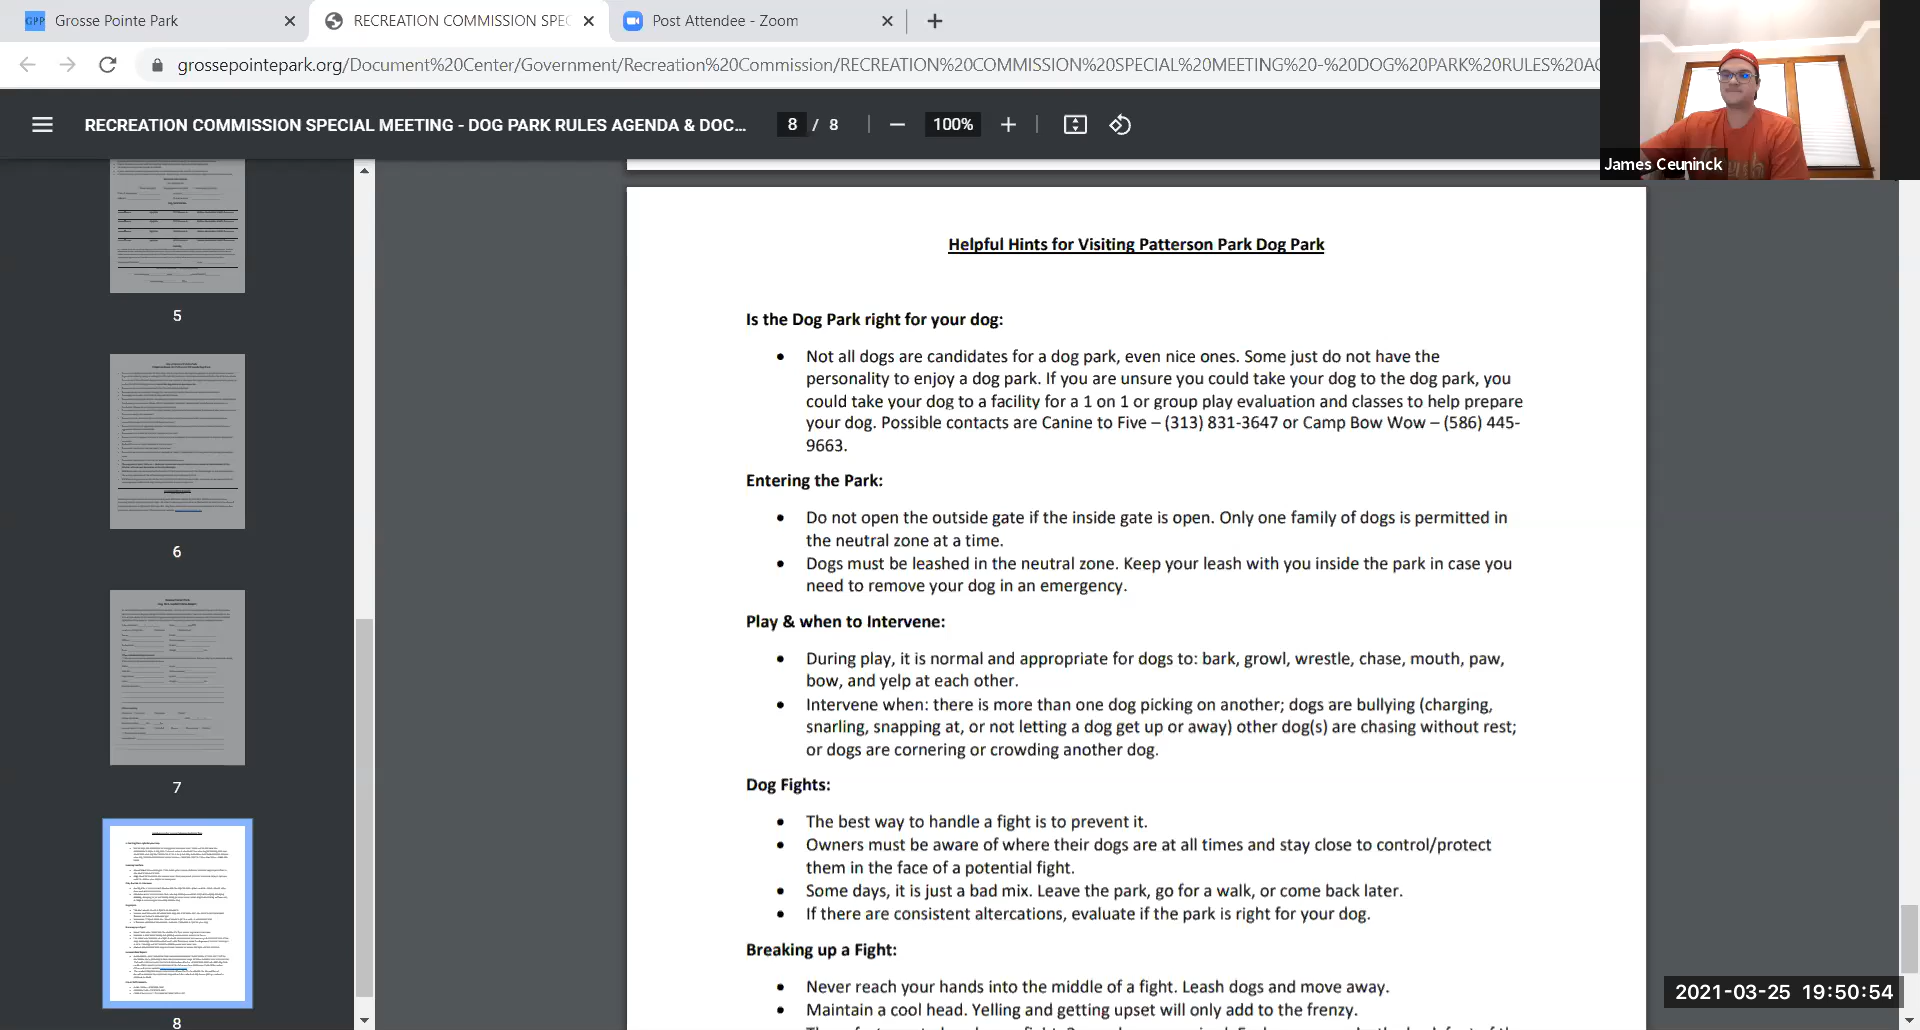 Grosse Pointe Park
RECREATION COMMISSION SPEC
Post Attendee - Zoom
grossepointepark.org/Document%20Center/Government/Recreation%20Commission/RECREATION%20COMMISSION%20SPECIAL%20MEETING%20-%20DOG%20PARK%20RULES%20AG
RECREATION COMMISSION SPECIAL MEETING - DOG PARK RULES AGENDA & DOC... 8 / 8 100%
James Ceuninck
5
6
7
8
Helpful Hints for Visiting Patterson Park Dog Park
Is the Dog Park right for your dog:
• Not all dogs are candidates for a dog park, even nice ones. Some just do not have the
personality to enjoy a dog park. If you are unsure you could take your dog to the dog park, you
could take your dog to a facility for a 1 on 1 or group play evaluation and classes to help prepare
your dog. Possible contacts are Canine to Five – (313) 831-3647 or Camp Bow Wow – (586) 445-
9663.
Entering the Park:
• Do not open the outside gate if the inside gate is open. Only one family of dogs is permitted in
the neutral zone at a time.
• Dogs must be leashed in the neutral zone. Keep your leash with you inside the park in case you
need to remove your dog in an emergency.
Play & when to Intervene:
• During play, it is normal and appropriate for dogs to: bark, growl, wrestle, chase, mouth, paw,
bow, and yelp at each other.
• Intervene when: there is more than one dog picking on another; dogs are bullying (charging,
snarling, snapping at, or not letting a dog get up or away) other dog(s) are chasing without rest;
or dogs are cornering or crowding another dog.
Dog Fights:
• The best way to handle a fight is to prevent it.
• Owners must be aware of where their dogs are at all times and stay close to control/protect
them in the face of a potential fight.
• Some days, it is just a bad mix. Leave the park, go for a walk, or come back later.
• If there are consistent altercations, evaluate if the park is right for your dog.
Breaking up a Fight:
• Never reach your hands into the middle of a fight. Leash dogs and move away.
• Maintain a cool head. Yelling and getting upset will only add to the frenzy.
2021-03-25 19:50:54